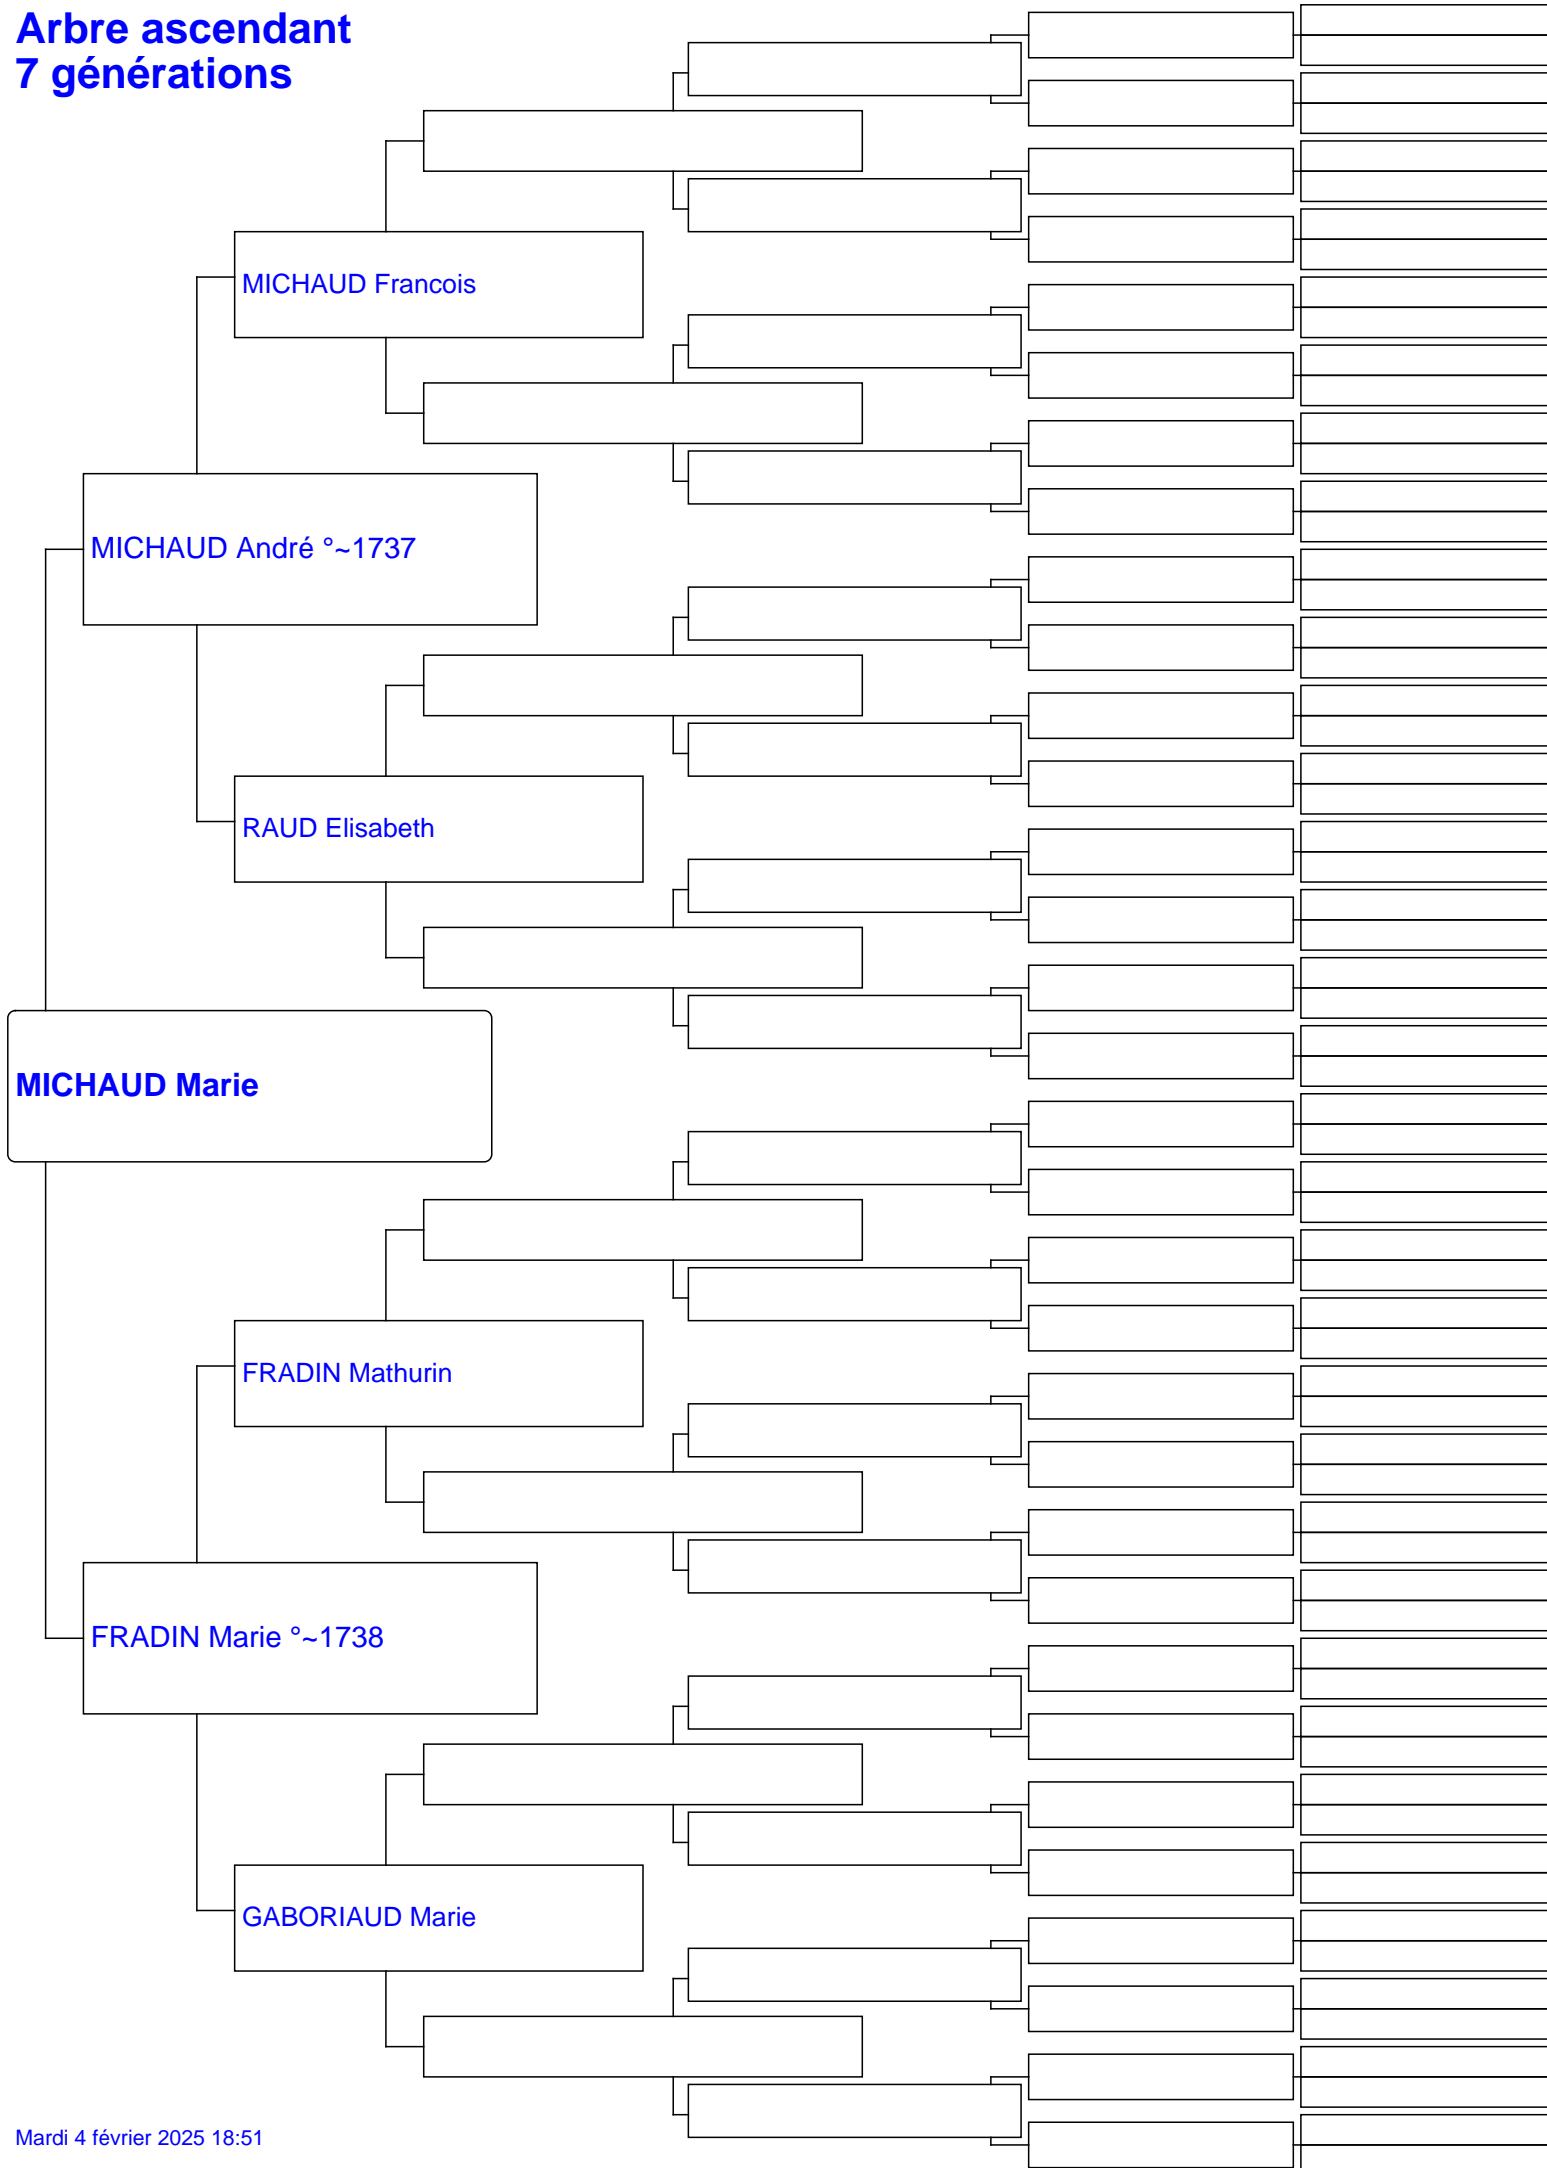 Arbre ascendant
7 générations
MICHAUD Francois
MICHAUD André °~1737
RAUD Elisabeth
MICHAUD Marie
FRADIN Mathurin
FRADIN Marie °~1738
GABORIAUD Marie
Mardi 4 février 2025 18:51